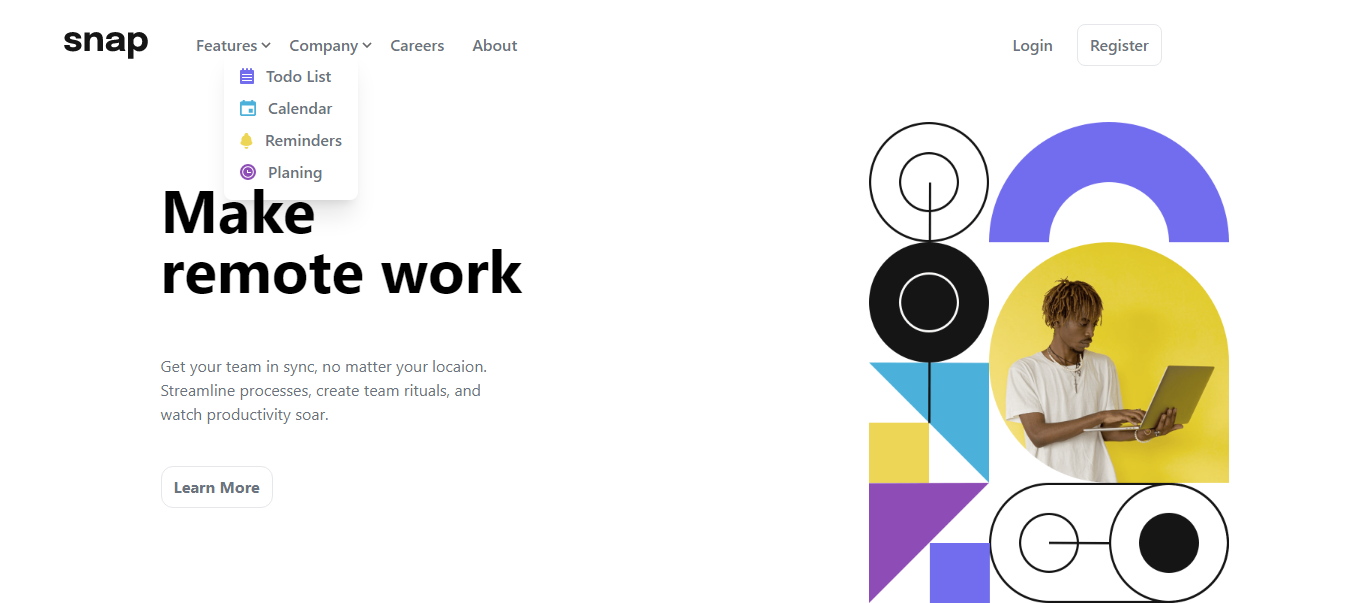 snap
Features Company Careers About Login Register
Todo List
Calendar
Reminders
Planing
Make
remote work
Get your team in sync, no matter your locaion.
Streamline processes, create team rituals, and
watch productivity soar.
Learn More